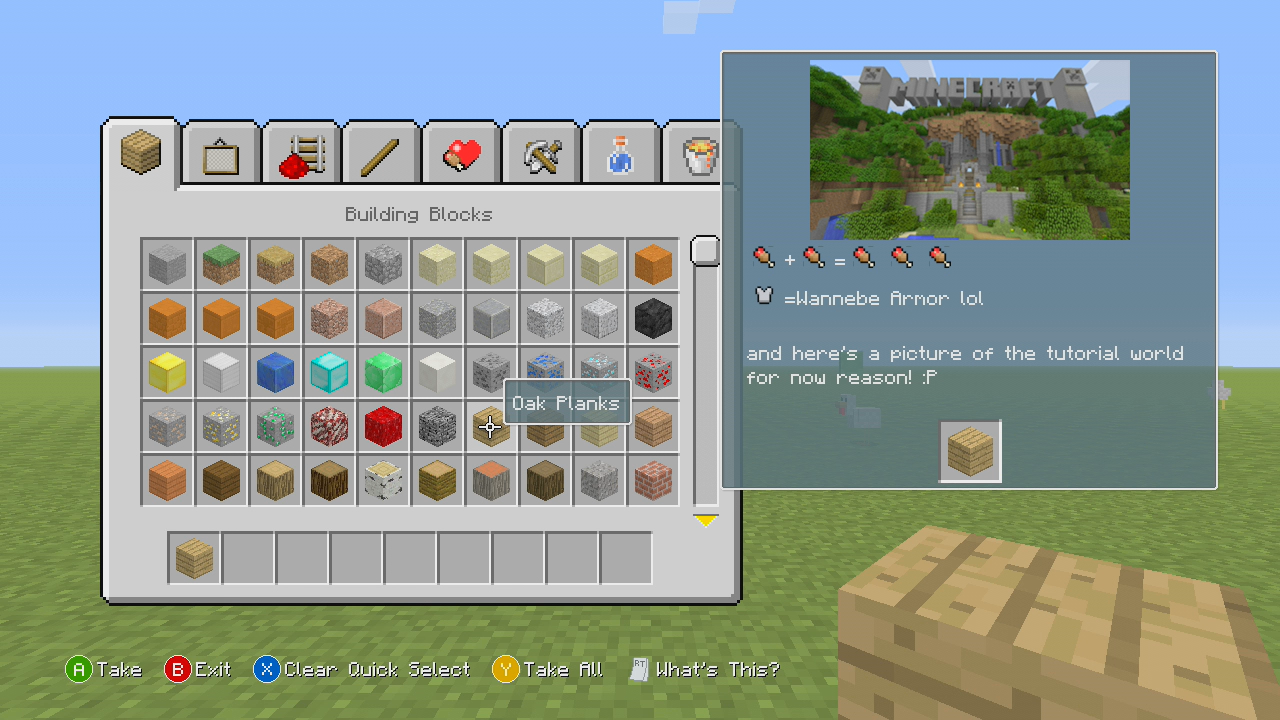 MINECRAFT
Building Blocks
+ =
=Wannebe Armor lol
and here's a picture of the tutorial world
for now reason! :P
Oak Planks
A Take B Exit X Clear Quick Select Y Take All RT What's This?